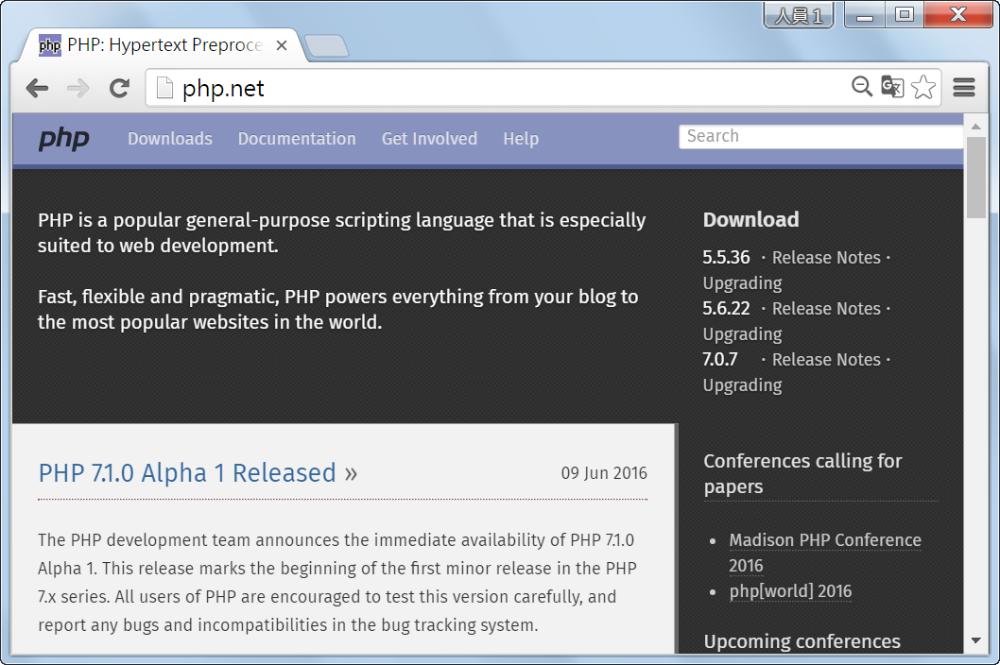 人員 1
php PHP: Hypertext Preproce
php.net
php Downloads Documentation Get Involved Help Search
PHP is a popular general-purpose scripting language that is especially
suited to web development.
Fast, flexible and pragmatic, PHP powers everything from your blog to
the most popular websites in the world.
Download
5.5.36 · Release Notes ·
Upgrading
5.6.22 · Release Notes ·
Upgrading
7.0.7 · Release Notes ·
Upgrading
PHP 7.1.0 Alpha 1 Released »
09 Jun 2016
The PHP development team announces the immediate availability of PHP 7.1.0
Alpha 1. This release marks the beginning of the first minor release in the PHP
7.x series. All users of PHP are encouraged to test this version carefully, and
report any bugs and incompatibilities in the bug tracking system.
Conferences calling for
papers
• Madison PHP Conference
2016
• php[world] 2016
Upcoming conferences